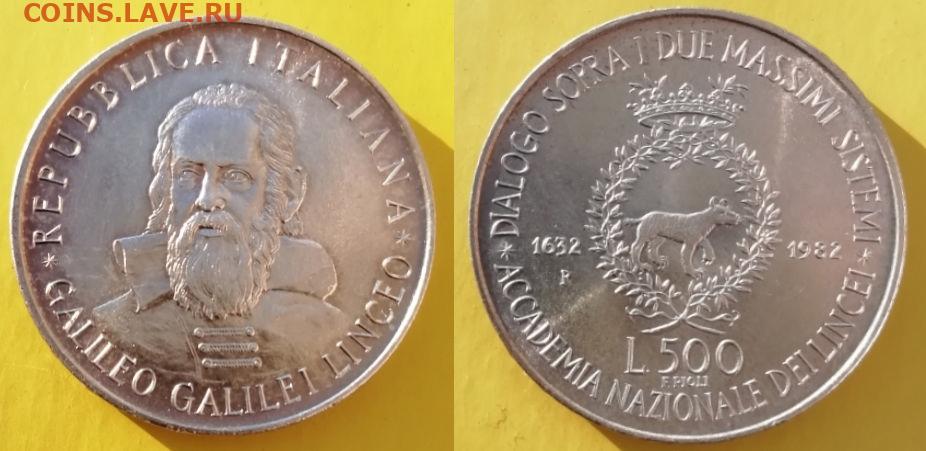 COINS.LAVE.RU
* REPUBBLICA ITALIANA *
GALILEO GALILEI LINCEO
* DIALOGO SOPRA I DUE MASSIMI SISTEMI *
1632
1982
R
L.500
ACCADEMIA NAZIONALE DEI LINCEI